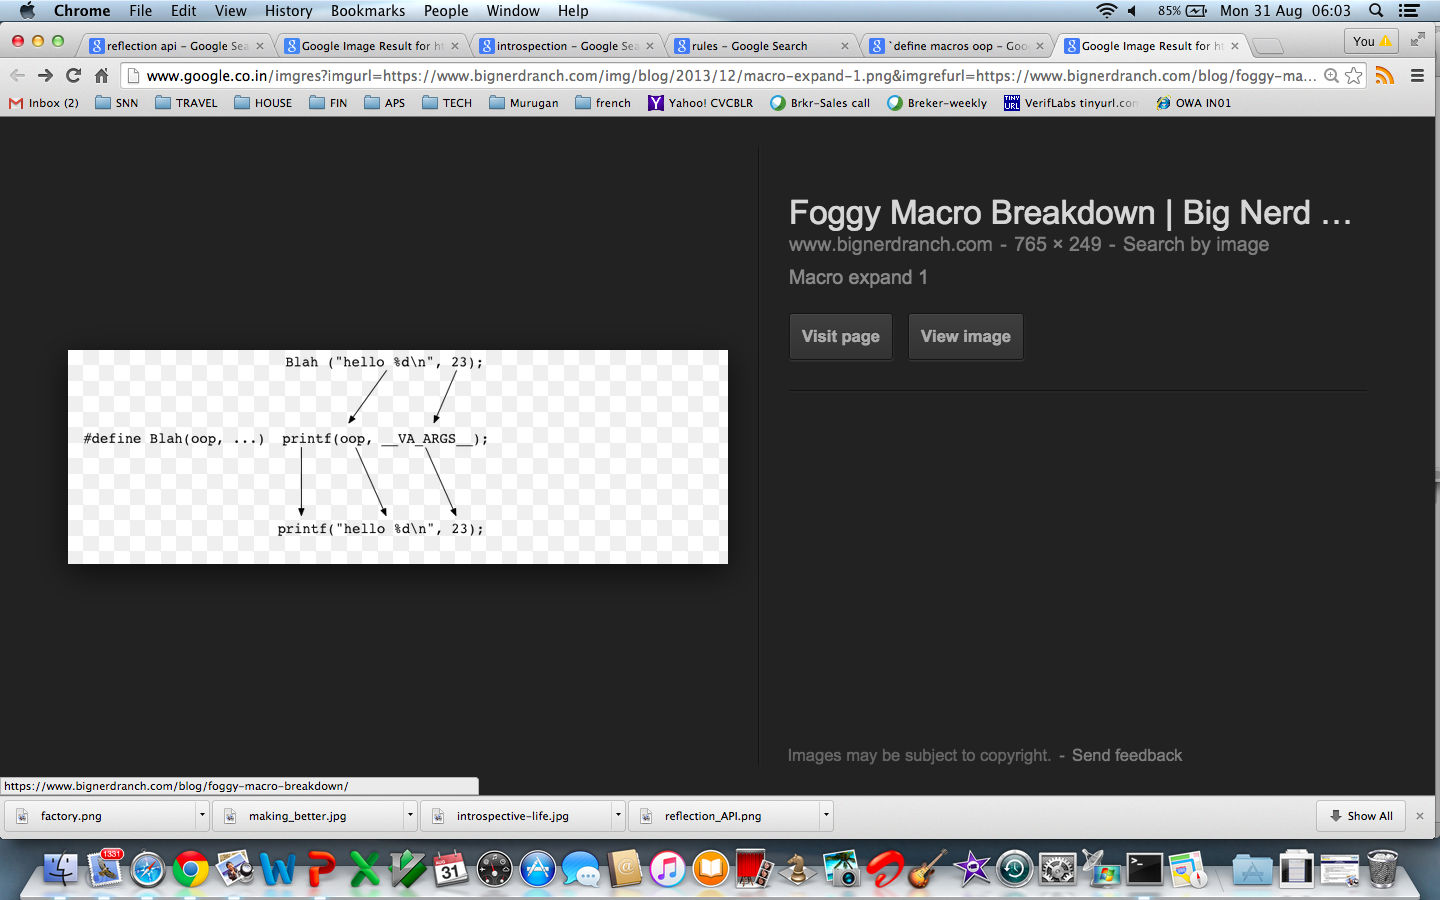 Chrome File Edit View History Bookmarks People Window Help 85% Mon 31 Aug 06:03
reflection api – Google Sea
Google Image Result for ht
introspection – Google Sea
rules – Google Search
`define macros oop – Goo
Google Image Result for ht
You
www.google.co.in/imgres?imgurl=https://www.bignerdranch.com/img/blog/2013/12/macro-expand-1.png&imgrefurl=https://www.bignerdranch.com/blog/foggy-ma...
Inbox (2) SNN TRAVEL HOUSE FIN APS TECH Murugan french Yahoo! CVCBLR Brkr-Sales call Breker-weekly TINY URL VerifLabs tinyurl.con OWA IN01
Foggy Macro Breakdown | Big Nerd ...
www.bignerdranch.com - 765 × 249 - Search by image
Macro expand 1
Visit page View image
Blah ("hello %d\n", 23);
#define Blah(oop, ...) printf(oop, __VA_ARGS__);
printf("hello %d\n", 23);
Images may be subject to copyright. - Send feedback
https://www.bignerdranch.com/blog/foggy-macro-breakdown/
factory.png making_better.jpg introspective-life.jpg reflection_API.png Show All
1331
31